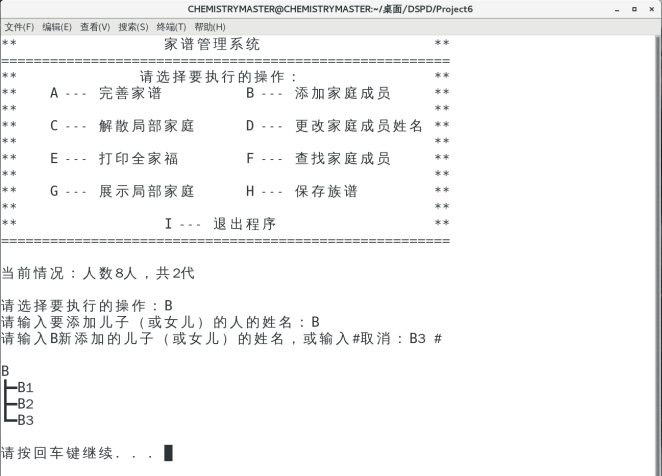 CHEMISTRYMASTER@CHEMISTRYMASTER:~/桌面/DSPD/Project6
文件(F) 编辑(E) 查看(V) 搜索(S) 终端(T) 帮助(H)
** 家谱管理系统 **
========================================================
** 请选择要执行的操作： **
** A --- 完善家谱 B --- 添加家庭成员 **
** **
** C --- 解散局部家庭 D --- 更改家庭成员姓名 **
** **
** E --- 打印全家福 F --- 查找家庭成员 **
** **
** G --- 展示局部家庭 H --- 保存族谱 **
** **
** I --- 退出程序 **
========================================================
当前情况：人数8人，共2代
请选择要执行的操作：B
请输入要添加儿子（或女儿）的人的姓名：B
请输入B新添加的儿子（或女儿）的姓名，或输入#取消：B3 #
B
┣━B1
┣━B2
┗━B3
请按回车键继续. . .